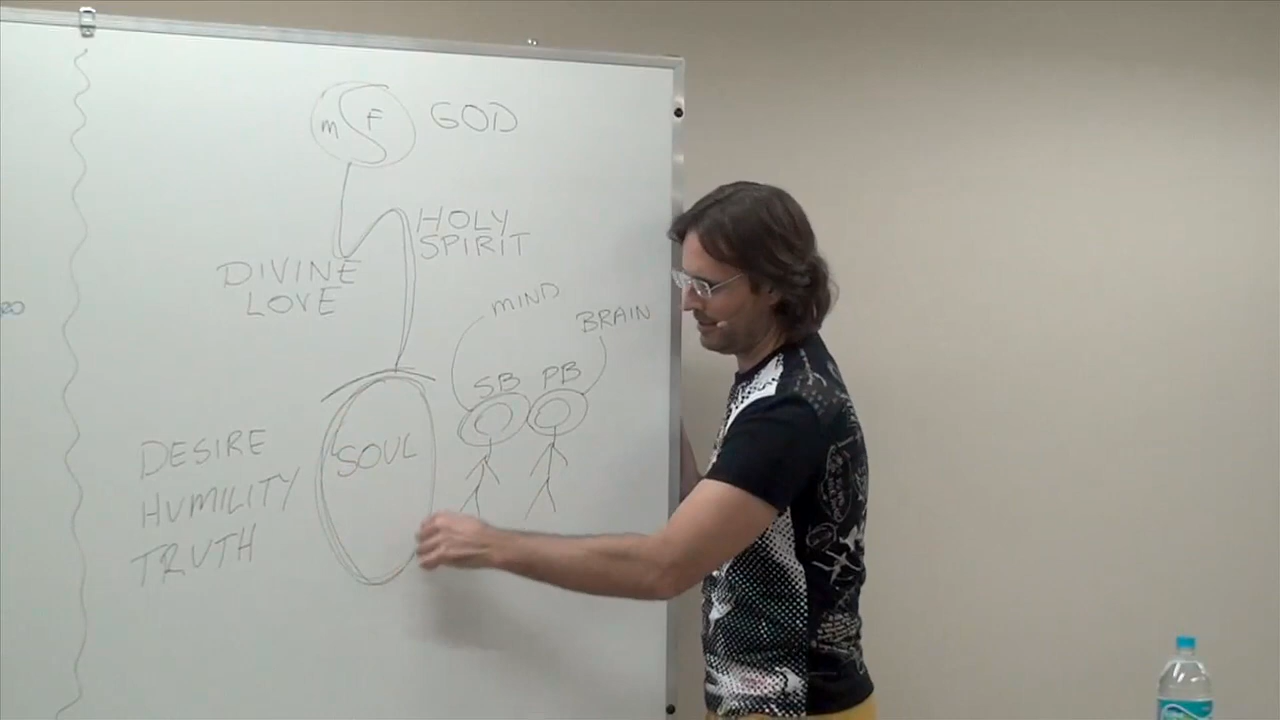 m F GOD
HOLY
SPIRIT
DIVINE
LOVE
MIND
BRAIN
SB PB
SOUL
DESIRE
HUMILITY
TRUTH